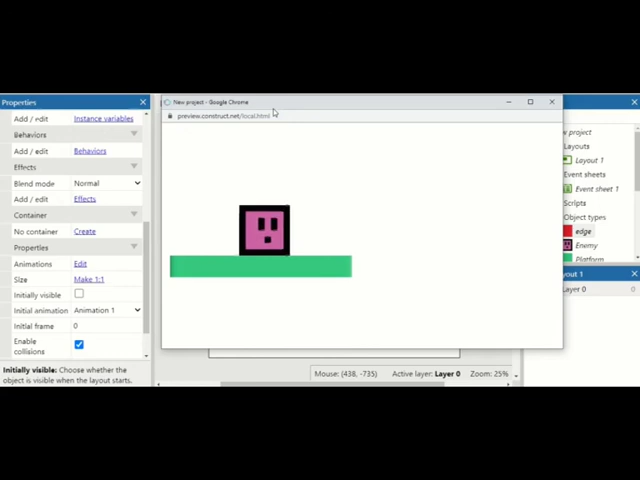 Properties
Add / edit Instance variables
Behaviors
Add / edit Behaviors
Effects
Blend mode Normal
Add / edit Effects
Container
No container Create
Properties
Animations Edit
Size Make 1:1
Initially visible
Initial animation Animation 1
Initial frame 0
Enable
collisions
Initially visible: Choose whether the
object is visible when the layout starts.
New project - Google Chrome
preview.construct.net/local.html
Mouse: (438, -735) Active layer: Layer 0 Zoom: 25%
w project
Layouts
Layout 1
Event sheets
Event sheet 1
Scripts
Object types
edge
Enemy
Platform
yout 1
Layer 0 0